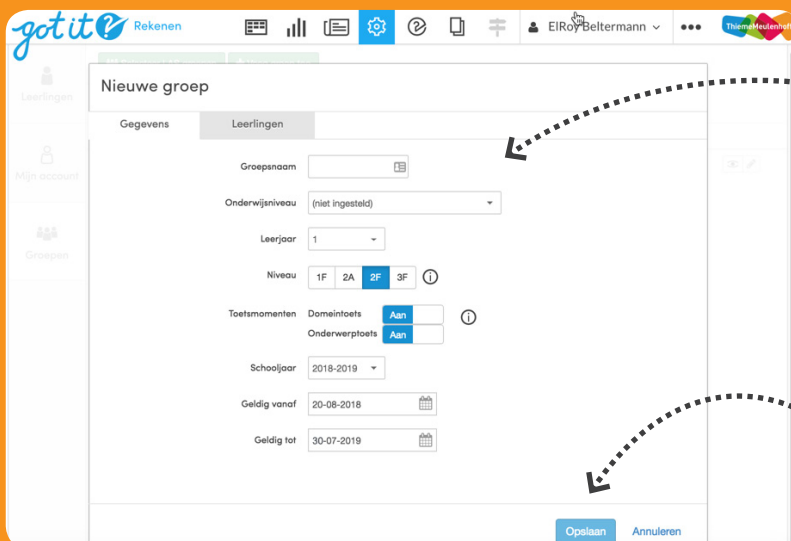 got it? Rekenen
ElRoy Beltermann
ThiemeMeulenhoff
Leerlingen
Mijn account
Groepen
Nieuwe groep
Gegevens Leerlingen
Groepsnaam
Onderwijsniveau (niet ingesteld)
Leerjaar 1
Niveau 1F 2A 2F 3F
Toetsmomenten Domeintoets Aan
Onderwerptoets Aan
Schooljaar 2018-2019
Geldig vanaf 20-08-2018
Geldig tot 30-07-2019
Opslaan Annuleren